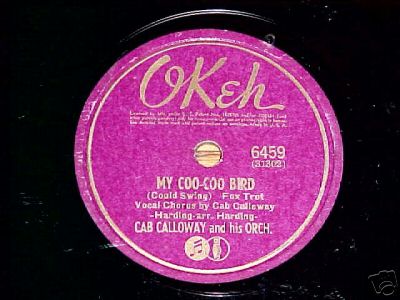 OKeh
6459
(31302)
MY COO-COO BIRD
(Could Swing) Fox Trot
Vocal Chorus by Cab Calloway
-Harding-arr. Harding-
CAB CALLOWAY and his ORCH.